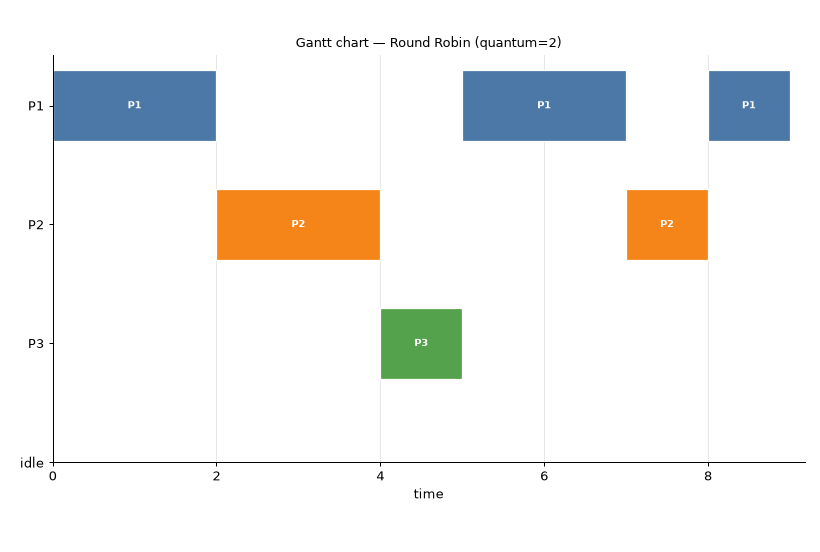 Gantt chart — Round Robin (quantum=2)
P1 P1 P1 P1
P2 P2 P2
P3 P3
idle
0 2 4 6 8
time